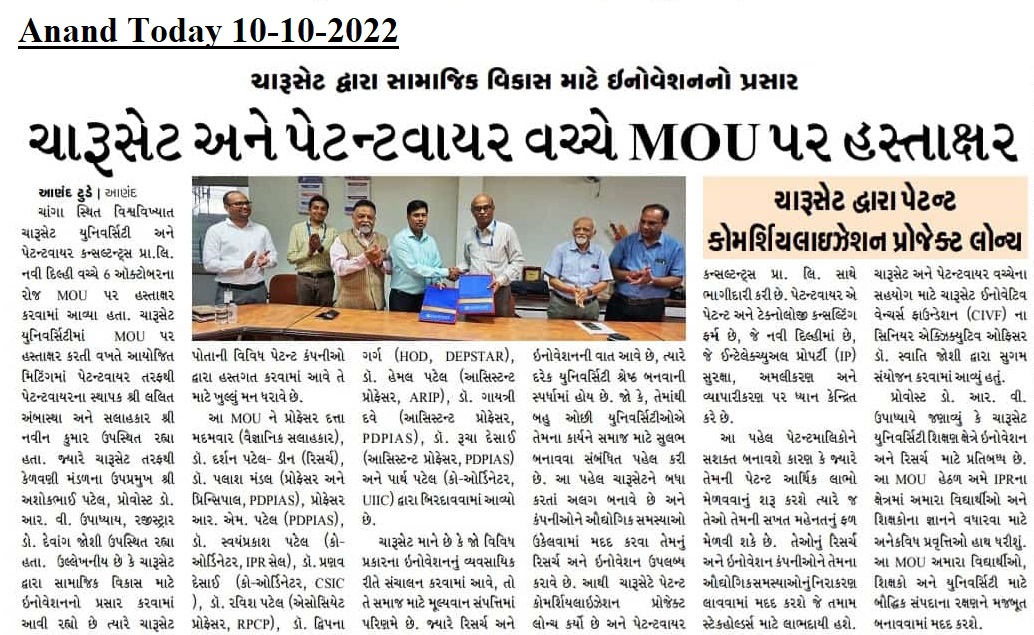 Anand Today 10-10-2022
ચારૂસેટ દ્વારા સામાજિક વિકાસ માટે ઇનોવેશનનો પ્રસાર
ચારૂસેટ અને પેટન્ટવાયર વચ્ચે MOU પર હસ્તાક્ષર
આણંદ ટુડે | આણંદ
ચાંગા સ્થિત વિશ્વવિખ્યાત
ચારૂસેટ યુનિવર્સિટી અને
પેટન્ટવાયર કન્સલ્ટન્ટ્સ પ્રા.લિ.
નવી દિલ્હી વચ્ચે 6 ઓક્ટોબરના
રોજ MOU પર હસ્તાક્ષર
કરવામાં આવ્યા હતા. ચારૂસેટ
યુનિવર્સિટીમાં MOU પર
હસ્તાક્ષર કરતી વખતે આયોજિત
મિટિંગમાં પેટન્ટવાયર તરફથી
પેટન્ટવાયરના સ્થાપક શ્રી લલિત
અંબાસ્થા અને સલાહકાર શ્રી
નવીન કુમાર ઉપસ્થિત રહ્યા
હતા. જ્યારે ચારૂસેટ તરફથી
કેળવણી મંડળના ઉપપ્રમુખ શ્રી
અશોકભાઈ પટેલ, પ્રોવોસ્ટ ડો.
આર. વી. ઉપાધ્યાય, રજીસ્ટ્રાર
ડો. દેવાંગ જોશી ઉપસ્થિત રહ્યા
હતા. ઉલ્લેખનીય છે કે ચારૂસેટ
દ્વારા સામાજિક વિકાસ માટે
ઈનોવેશનનો પ્રસાર કરવામાં
આવી રહ્યો છે ત્યારે ચારૂસેટ
પોતાની વિવિધ પેટન્ટ કંપનીઓ
દ્વારા હસ્તગત કરવામાં આવે તે
માટે ખુલ્લું મન ધરાવે છે.
આ MOU ને પ્રોફેસર દત્તા
મદમવાર (વૈજ્ઞાનિક સલાહકાર),
ડો. દર્શન પટેલ- ડીન (રિસર્ચ),
ડો. પલાશ મંડલ (પ્રોફેસર અને
પ્રિન્સિપાલ, PDPIAS), પ્રોફેસર
આર. એમ. પટેલ (PDPIAS),
ડો. સ્વયંપ્રકાશ પટેલ (કો-
ઓર્ડિનેટર, IPR સેલ), ડો. પ્રણવ
દેસાઈ (કો-ઓર્ડિનેટર, CSIC
), ડો. રવિશ પટેલ (એસોસિયેટ
પ્રોફેસર, RPCP), ડો. દ્વિપના
ગર્ગ (HOD, DEPSTAR),
ડો. હેમલ પટેલ (આસિસ્ટન્ટ
પ્રોફેસર, ARIP), ડો. ગાયત્રી
દવે (આસિસ્ટન્ટ પ્રોફેસર,
PDPIAS), ડો. રૂચા દેસાઈ
(આસિસ્ટન્ટ પ્રોફેસર, PDPIAS)
અને પાર્થ પટેલ (કો-ઓર્ડિનેટર,
UIIC) દ્વારા બિરદાવવામાં આવ્યો
છે.
ચારૂસેટ માને છે કે જો વિવિધ
પ્રકારના ઇનોવેશનનું વ્યવસાયિક
રીતે સંચાલન કરવામાં આવે, તો
તે સમાજ માટે મૂલ્યવાન સંપત્તિમાં
પરિણમે છે. જ્યારે રિસર્ચ અને
ઇનોવેશનની વાત આવે છે, ત્યારે
દરેક યુનિવર્સિટી શ્રેષ્ઠ બનવાની
સ્પર્ધામાં હોય છે. જો કે, તેમાંથી
બહુ ઓછી યુનિવર્સિટીઓએ
તેમના કાર્યને સમાજ માટે સુલભ
બનાવવા સંબંધિત પહેલ કરી
છે. આ પહેલ ચારૂસેટને બધા
કરતાં અલગ બનાવે છે અને
કંપનીઓને ઔદ્યોગિક સમસ્યાઓ
ઉકેલવામાં મદદ કરવા તેમનું
રિસર્ચ અને ઇનોવેશન ઉપલબ્ધ
કરાવે છે. આથી ચારૂસેટે પેટન્ટ
કોમર્શિયલાઇઝેશન પ્રોજેક્ટ
લોન્ચ કર્યો છે અને પેટન્ટવાયર
ચારૂસેટ દ્વારા પેટન્ટ
કોમર્શિયલાઇઝેશન પ્રોજેક્ટ લોન્ચ
કન્સલ્ટન્ટ્સ પ્રા. લિ. સાથે
ભાગીદારી કરી છે. પેટન્ટવાયર એ
પેટન્ટ અને ટેક્નોલોજી કન્સલ્ટિંગ
ફર્મ છે, જે નવી દિલ્હીમાં છે,
જે ઈન્ટેલેક્ચ્યુઅલ પ્રોપર્ટી (IP)
સુરક્ષા, અમલીકરણ અને
વ્યાપારીકરણ પર ધ્યાન કેન્દ્રિત
કરે છે.
આ પહેલ પેટન્ટમાલિકોને
સશક્ત બનાવશે કારણ કે જ્યારે
તેમની પેટન્ટ આર્થિક લાભો
મેળવવાનું શરૂ કરશે ત્યારે જ
તેઓ તેમની સખત મહેનતનું ફળ
મેળવી શકે છે. તેઓનું રિસર્ચ
અને ઇનોવેશન કંપનીઓને તેમના
ઔદ્યોગિક સમસ્યાઓનું નિરાકરણ
લાવવામાં મદદ કરશે જે તમામ
સ્ટેકહોલ્ડર્સ માટે લાભદાયી હશે.
ચારૂસેટ અને પેટન્ટવાયર વચ્ચેના
સહયોગ માટે ચારૂસેટ ઈનોવેટિવ
વેન્ચર્સ ફાઉન્ડેશન (CIVF) ના
સિનિયર એક્ઝિક્યુટિવ ઓફિસર
ડો. સ્વાતિ જોશી દ્વારા સુગમ
સંયોજન કરવામાં આવ્યું હતું.
પ્રોવોસ્ટ ડો. આર. વી.
ઉપાધ્યાયે જણાવ્યું કે ચારૂસેટ
યુનિવર્સિટી શિક્ષણ ક્ષેત્રે ઇનોવેશન
અને રિસર્ચ માટે પ્રતિબધ્ધ છે.
આ MOU હેઠળ અમે IPRના
ક્ષેત્રમાં અમારા વિદ્યાર્થીઓ અને
શિક્ષકોના જ્ઞાનને વધારવા માટે
અનેકવિધ પ્રવૃત્તિઓ હાથ ધરીશું.
આ MOU અમારા વિદ્યાર્થીઓ,
શિક્ષકો અને યુનિવર્સિટી માટે
બૌદ્ધિક સંપદાના રક્ષણને મજબૂત
બનાવવામાં મદદ કરશે.